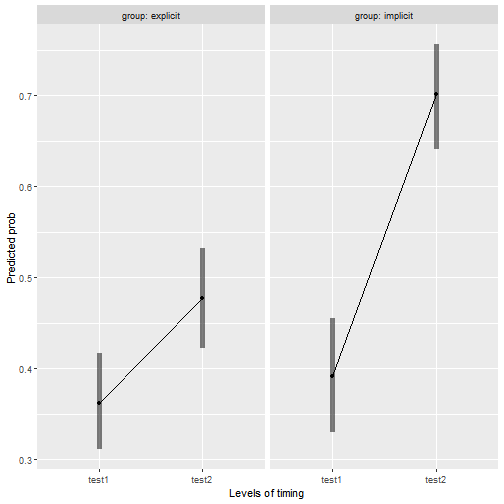 group: explicit
group: implicit
Predicted prob
0.7
0.6
0.5
0.4
0.3
test1
test2
test1
test2
Levels of timing